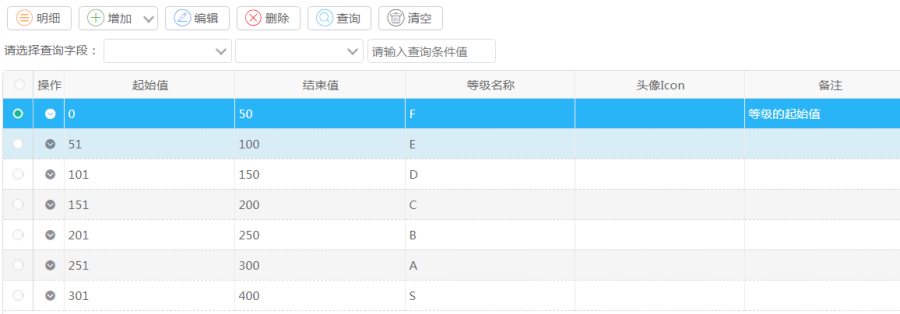 明细 增加 编辑 删除 查询 清空
请选择查询字段： 请输入查询条件值
操作 起始值 结束值 等级名称 头像Icon 备注
0 50 F 等级的起始值
51 100 E
101 150 D
151 200 C
201 250 B
251 300 A
301 400 S